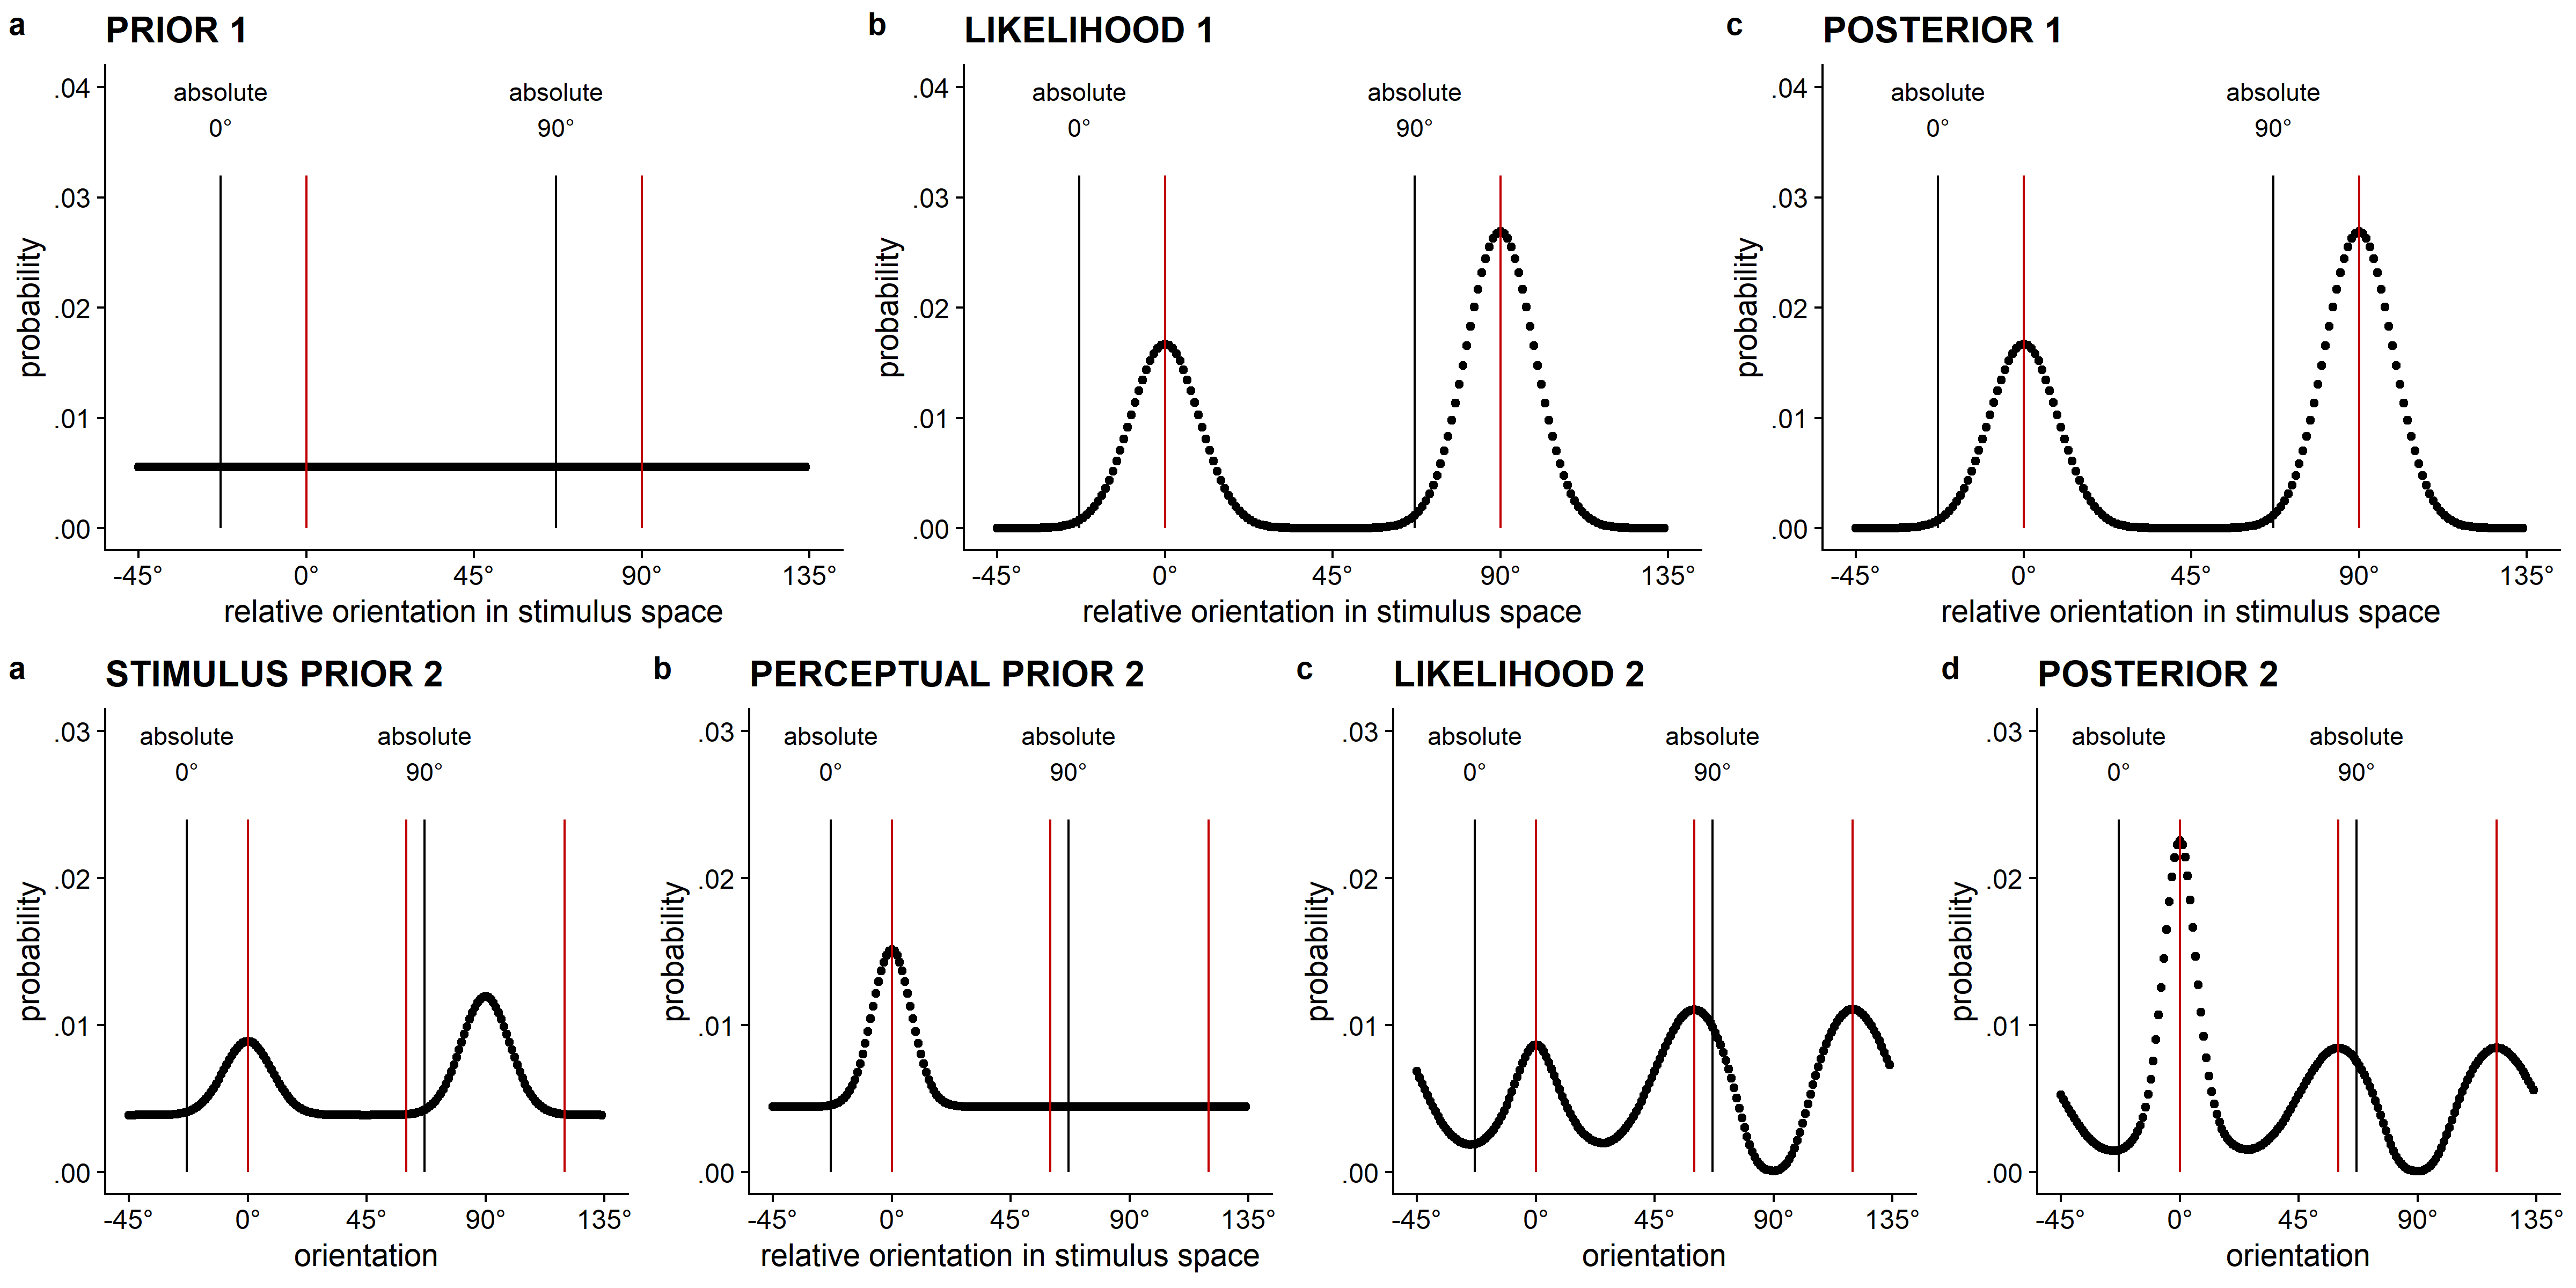 a PRIOR 1
absolute absolute
0° 90°
.04
.03
.02
.01
.00
probability
-45° 0° 45° 90° 135°
relative orientation in stimulus space
b LIKELIHOOD 1
absolute absolute
0° 90°
.04
.03
.02
.01
.00
probability
-45° 0° 45° 90° 135°
relative orientation in stimulus space
c POSTERIOR 1
absolute absolute
0° 90°
.04
.03
.02
.01
.00
probability
-45° 0° 45° 90° 135°
relative orientation in stimulus space
a STIMULUS PRIOR 2
absolute absolute
0° 90°
.03
.02
.01
.00
probability
-45° 0° 45° 90° 135°
orientation
b PERCEPTUAL PRIOR 2
absolute absolute
0° 90°
.03
.02
.01
.00
probability
-45° 0° 45° 90° 135°
relative orientation in stimulus space
c LIKELIHOOD 2
absolute absolute
0° 90°
.03
.02
.01
.00
probability
-45° 0° 45° 90° 135°
orientation
d POSTERIOR 2
absolute absolute
0° 90°
.03
.02
.01
.00
probability
-45° 0° 45° 90° 135°
orientation